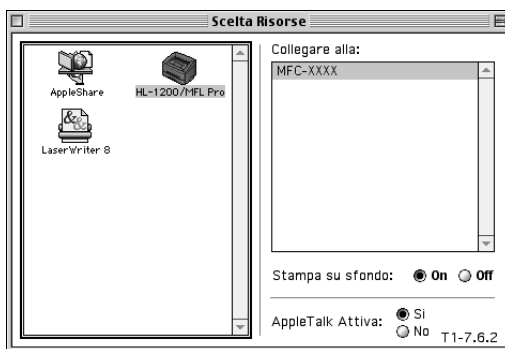 Scelta Risorse
AppleShare
HL-1200/MFL Pro
LaserWriter 8
Collegare alla:
MFC-XXXX
Stampa su sfondo: On Off
AppleTalk Attiva: Si No
T1-7.6.2